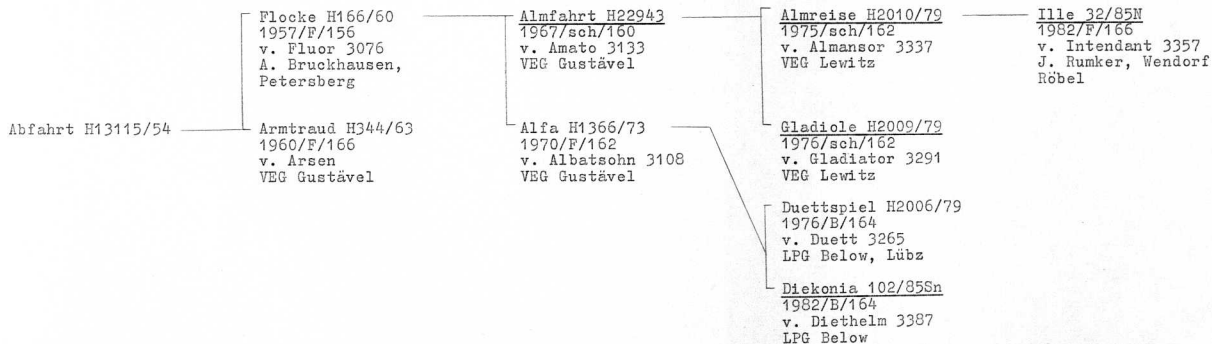 Abfahrt H13115/54
Flocke H166/60
1957/F/156
v. Fluor 3076
A. Bruckhausen,
Petersberg
Armtraud H344/63
1960/F/166
v. Arsen
VEG Gustävel
Almfahrt H22943
1967/sch/160
v. Amato 3133
VEG Gustävel
Alfa H1366/73
1970/F/162
v. Albatsohn 3108
VEG Gustävel
Almreise H2010/79
1975/sch/162
v. Almansor 3337
VEG Lewitz
Gladiole H2009/79
1976/sch/162
v. Gladiator 3291
VEG Lewitz
Duettspiel H2006/79
1976/B/164
v. Duett 3265
LPG Below, Lübz
Diekonia 102/85Sn
1982/B/164
v. Diethelm 3387
LPG Below
Ille 32/85N
1982/F/166
v. Intendant 3357
J. Rumker, Wendorf
Röbel